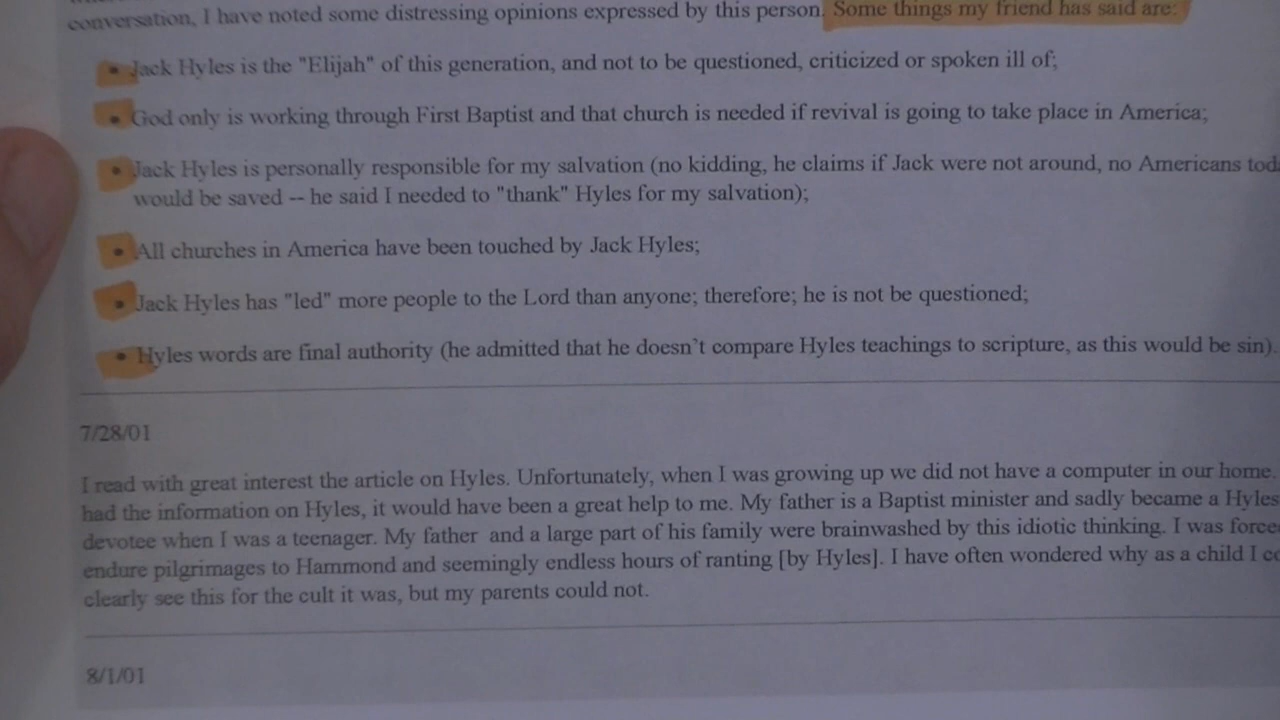 conversation, I have noted some distressing opinions expressed by this person. Some things my friend has said are:
• Jack Hyles is the "Elijah" of this generation, and not to be questioned, criticized or spoken ill of;
• God only is working through First Baptist and that church is needed if revival is going to take place in America;
• Jack Hyles is personally responsible for my salvation (no kidding, he claims if Jack were not around, no Americans tod
would be saved -- he said I needed to "thank" Hyles for my salvation);
• All churches in America have been touched by Jack Hyles;
• Jack Hyles has "led" more people to the Lord than anyone; therefore; he is not be questioned;
• Hyles words are final authority (he admitted that he doesn't compare Hyles teachings to scripture, as this would be sin).
7/28/01
I read with great interest the article on Hyles. Unfortunately, when I was growing up we did not have a computer in our home.
had the information on Hyles, it would have been a great help to me. My father is a Baptist minister and sadly became a Hyles
devotee when I was a teenager. My father and a large part of his family were brainwashed by this idiotic thinking. I was force
endure pilgrimages to Hammond and seemingly endless hours of ranting [by Hyles]. I have often wondered why as a child I co
clearly see this for the cult it was, but my parents could not.
8/1/01